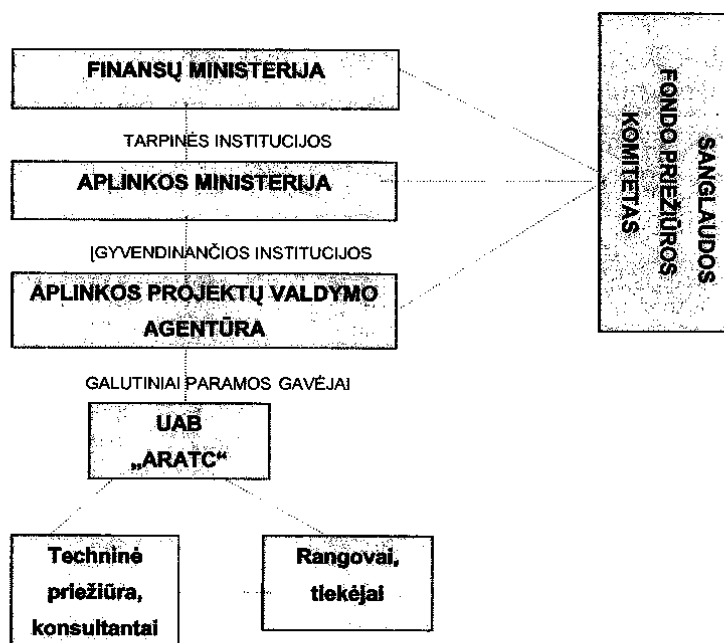 FINANSŲ MINISTERIJA
TARPINĖS INSTITUCIJOS
APLINKOS MINISTERIJA
ĮGYVENDINANČIOS INSTITUCIJOS
APLINKOS PROJEKTŲ VALDYMO
AGENTŪRA
GALUTINIAI PARAMOS GAVĖJAI
UAB
„ARATC“
Techninė
priežiūra,
konsultantai
Rangovai,
tiekėjai
SANGLAUDOS
FONDO PRIEŽIŪROS
KOMITETAS